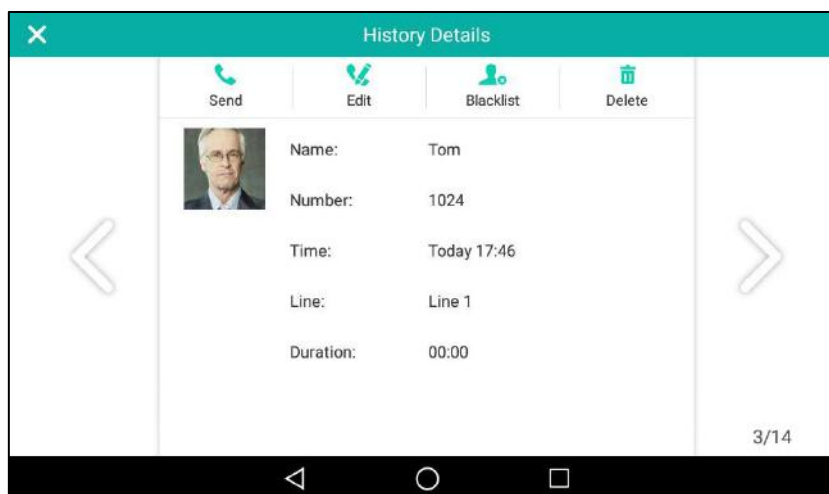 History Details
Send Edit Blacklist Delete
Name: Tom
Number: 1024
Time: Today 17:46
Line: Line 1
Duration: 00:00
3/14